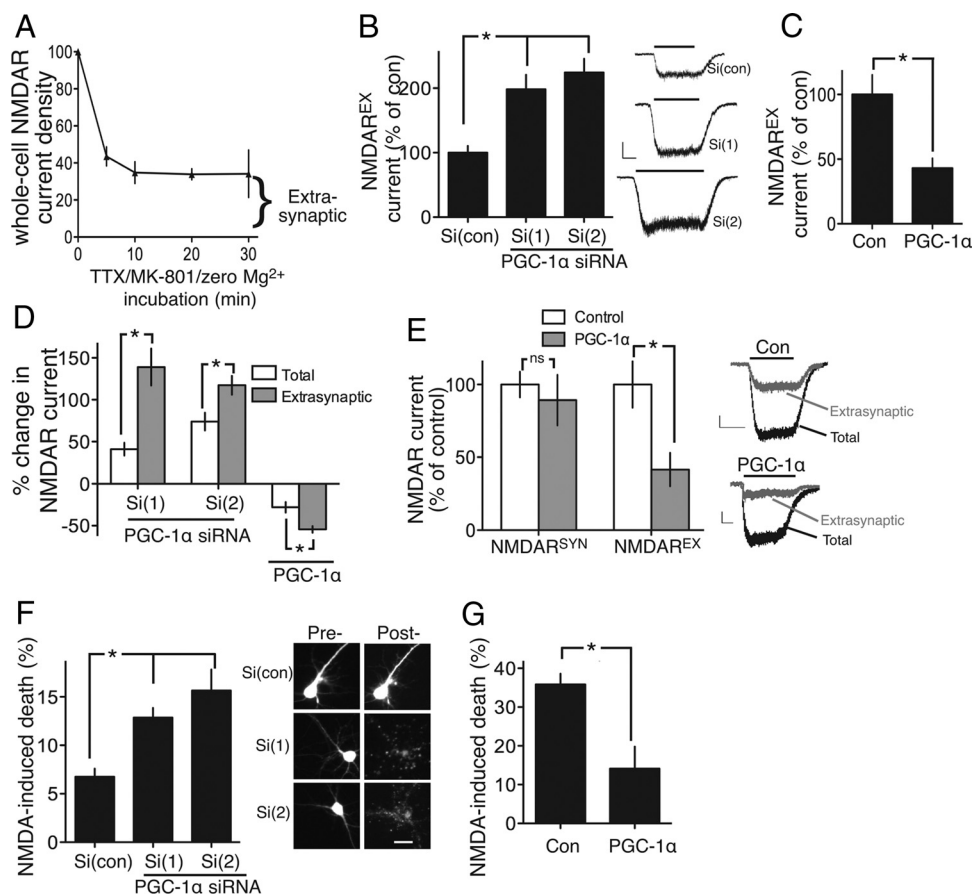 A
whole-cell NMDAR
current density
100
80
60
40
20
0
0
10
20
30
Extra-
synaptic
}
TTX/MK-801/zero Mg²⁺
incubation (min)
B
NMDARᴱˣ
current (% of con)
200
100
0
*
Si(con)
Si(1)
Si(2)
PGC-1α siRNA
Si(con)
Si(1)
Si(2)
C
NMDARᴱˣ
current (% of con)
100
50
0
*
Con
PGC-1α
D
% change in
NMDAR current
150
100
50
0
-50
*
*
*
Total
Extrasynaptic
Si(1)
Si(2)
PGC-1α siRNA
PGC-1α
E
Control
PGC-1α
NMDAR current
(% of control)
100
50
0
ns
*
NMDARˢʸᴺ
NMDARᴱˣ
Con
Extrasynaptic
Total
PGC-1α
Extrasynaptic
Total
F
NMDA-induced death (%)
15
10
5
0
*
Si(con)
Si(1)
Si(2)
PGC-1α siRNA
Pre-
Post-
Si(con)
Si(1)
Si(2)
G
NMDA-induced death (%)
40
30
20
10
0
*
Con
PGC-1α